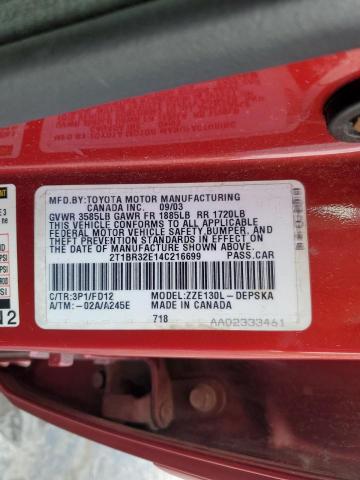 MFD.BY:TOYOTA MOTOR MANUFACTURING
CANADA INC. 09/03
GVWR 3585LB GAWR FR 1885LB RR 1720LB
THIS VEHICLE CONFORMS TO ALL APPLICABLE
FEDERAL MOTOR VEHICLE SAFETY, BUMPER,
AND THEFT PREVENTION STANDARDS IN
EFFECT ON THE DATE OF MANUFACTURE
SHOWN ABOVE.
2T1BR32E14C216699 PASS.CAR
C/TR:3P1/FD12 MODEL:ZZE130L-DEPSKA
A/TM:-02A/A245E MADE IN CANADA
718 AA02333461